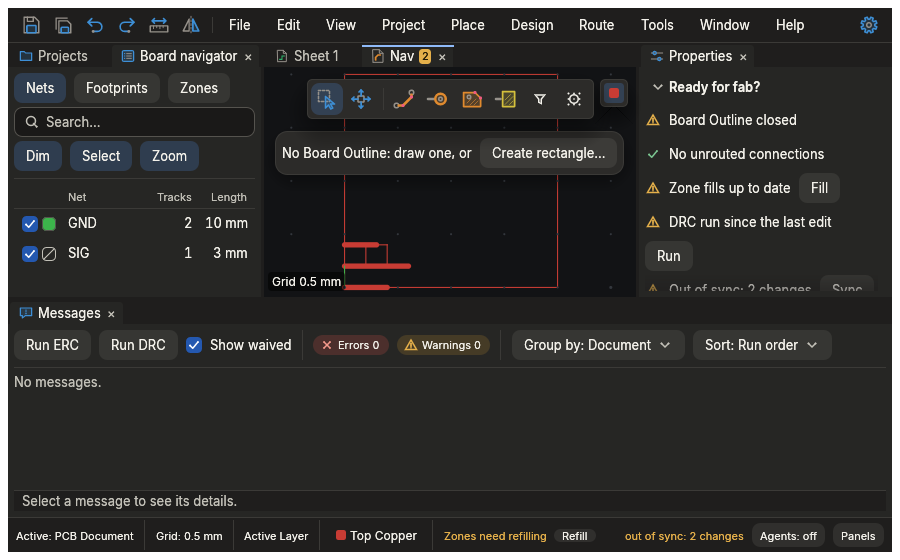 File Edit View Project Place Design Route Tools Window Help
Projects Board navigator × Sheet 1 Nav 2 × Properties ×
Nets Footprints Zones
Search...
Dim Select Zoom
Net Tracks Length
GND 2 10 mm
SIG 1 3 mm
No Board Outline: draw one, or Create rectangle...
Grid 0.5 mm
Ready for fab?
Board Outline closed
No unrouted connections
Zone fills up to date Fill
DRC run since the last edit
Run
Out of sync: 2 changes Sync
Messages ×
Run ERC Run DRC Show waived Errors 0 Warnings 0 Group by: Document Sort: Run order
No messages.
Select a message to see its details.
Active: PCB Document Grid: 0.5 mm Active Layer Top Copper Zones need refilling Refill out of sync: 2 changes Agents: off Panels